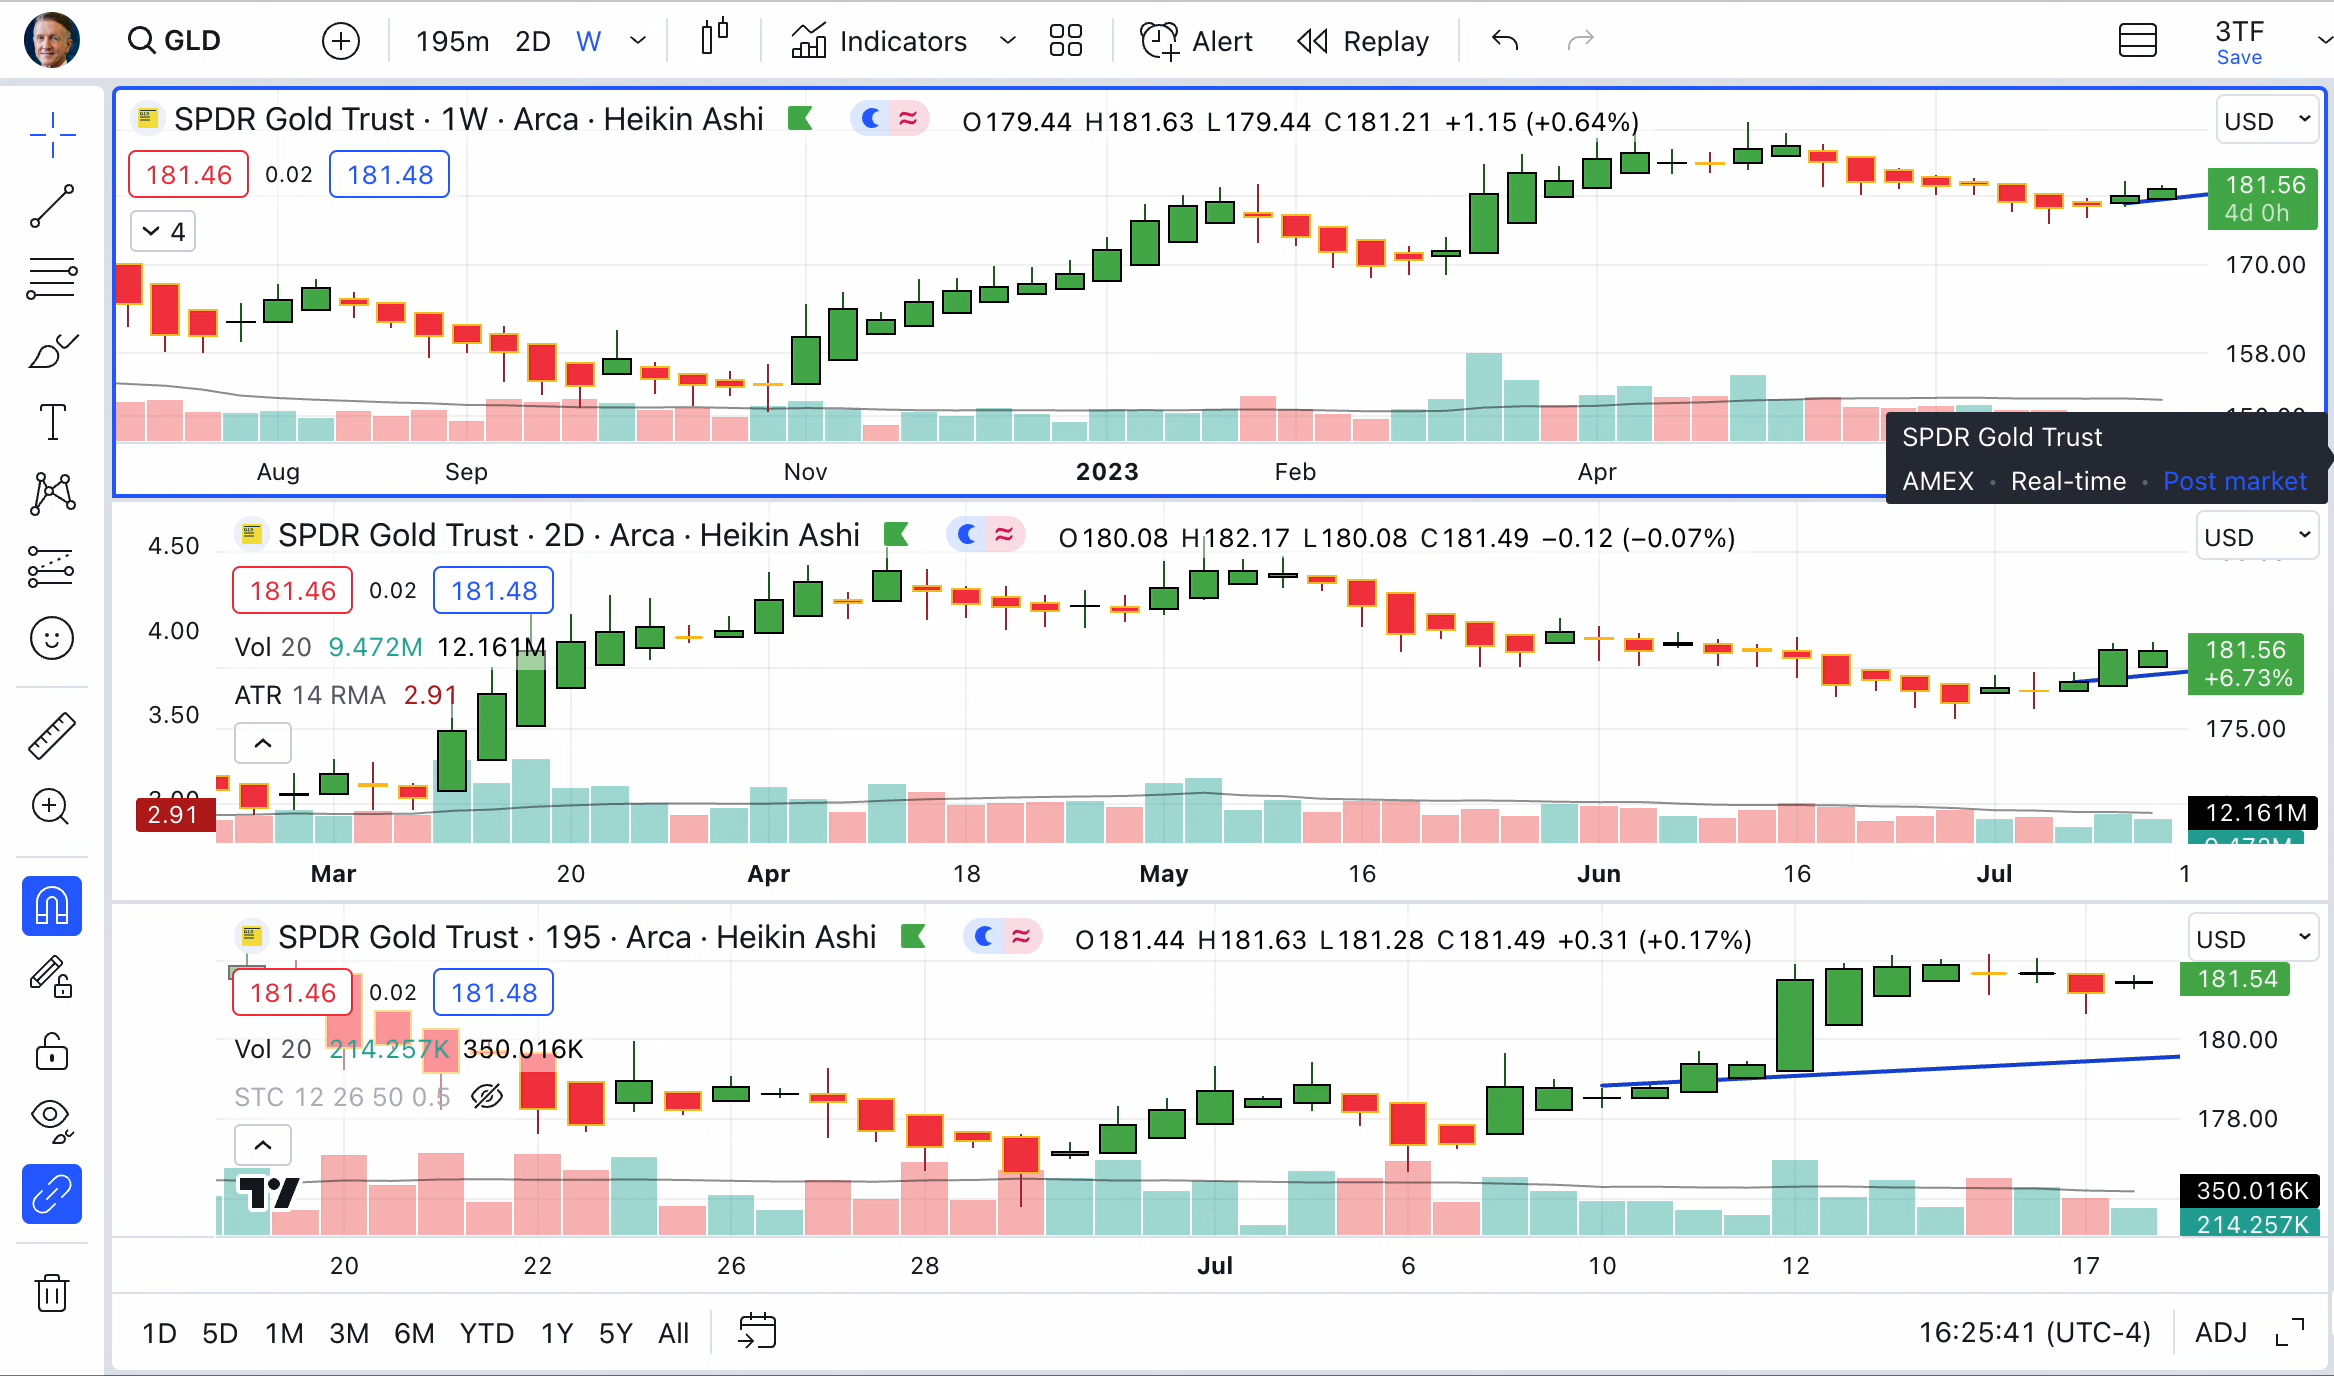 GLD 195m 2D W Indicators Alert Replay 3TF
Save
SPDR Gold Trust · 1W · Arca · Heikin Ashi O179.44 H181.63 L179.44 C181.21 +1.15 (+0.64%) USD
181.46 0.02 181.48 181.56
4d 0h
4
170.00
158.00
SPDR Gold Trust
AMEX · Real-time · Post market
Aug Sep Nov 2023 Feb Apr
SPDR Gold Trust · 2D · Arca · Heikin Ashi O180.08 H182.17 L180.08 C181.49 −0.12 (−0.07%) USD
4.50
181.46 0.02 181.48
4.00
Vol 20 9.472M 12.161M 181.56
+6.73%
ATR 14 RMA 2.91
3.50 175.00
3.00
2.91 12.161M
9.472M
Mar 20 Apr 18 May 16 Jun 16 Jul 1
SPDR Gold Trust · 195 · Arca · Heikin Ashi O181.44 H181.63 L181.28 C181.49 +0.31 (+0.17%) USD
181.46 0.02 181.48 181.54
Vol 20 214.257K 350.016K 180.00
STC 12 26 50 0.5
178.00
350.016K
214.257K
20 22 26 28 Jul 6 10 12 17
1D 5D 1M 3M 6M YTD 1Y 5Y All 16:25:41 (UTC-4) ADJ